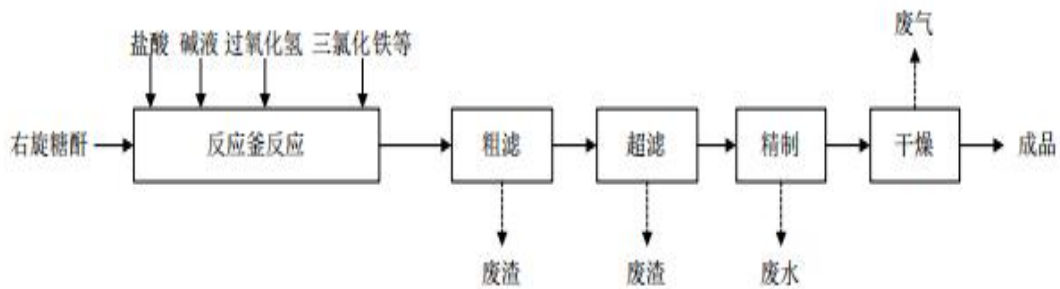 废气
盐酸 碱液 过氧化氢 三氯化铁等
右旋糖酐 反应釜反应 粗滤 超滤 精制 干燥 成品
废渣 废渣 废水